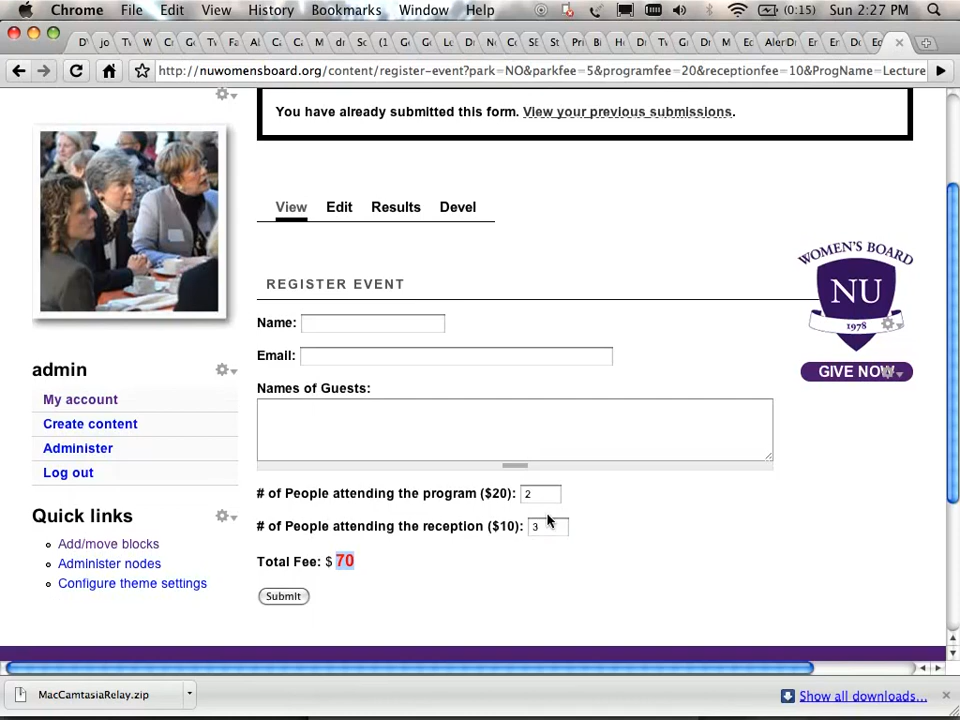 Chrome File Edit View History Bookmarks Window Help (0:15) Sun 2:27 PM
http://nuwomensboard.org/content/register-event?park=NO&parkfee=5&programfee=20&receptionfee=10&ProgName=Lecture
You have already submitted this form. View your previous submissions.
View Edit Results Devel
WOMEN'S BOARD
NU
1978
GIVE NOW
REGISTER EVENT
Name:
Email:
Names of Guests:
# of People attending the program ($20): 2
# of People attending the reception ($10): 3
Total Fee: $ 70
Submit
admin
My account
Create content
Administer
Log out
Quick links
Add/move blocks
Administer nodes
Configure theme settings
MacCamtasiaRelay.zip
Show all downloads...